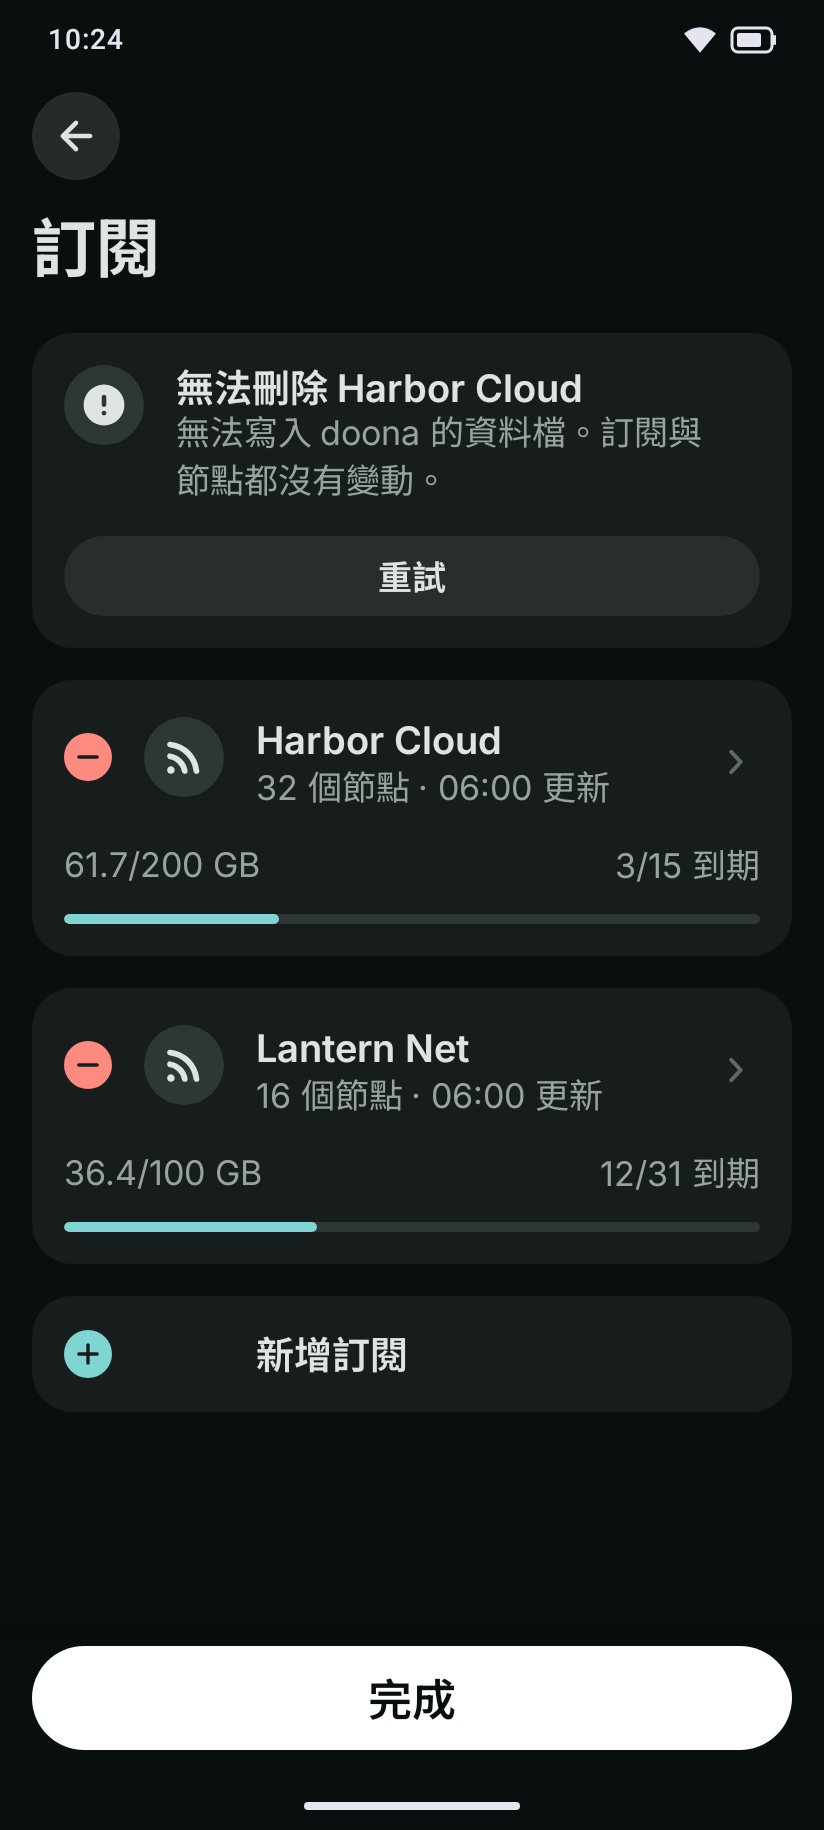 10:24
訂閱
無法刪除 Harbor Cloud
無法寫入 doona 的資料檔。訂閱與
節點都沒有變動。
重試
Harbor Cloud
32 個節點 · 06:00 更新
61.7/200 GB
3/15 到期
Lantern Net
16 個節點 · 06:00 更新
36.4/100 GB
12/31 到期
新增訂閱
完成